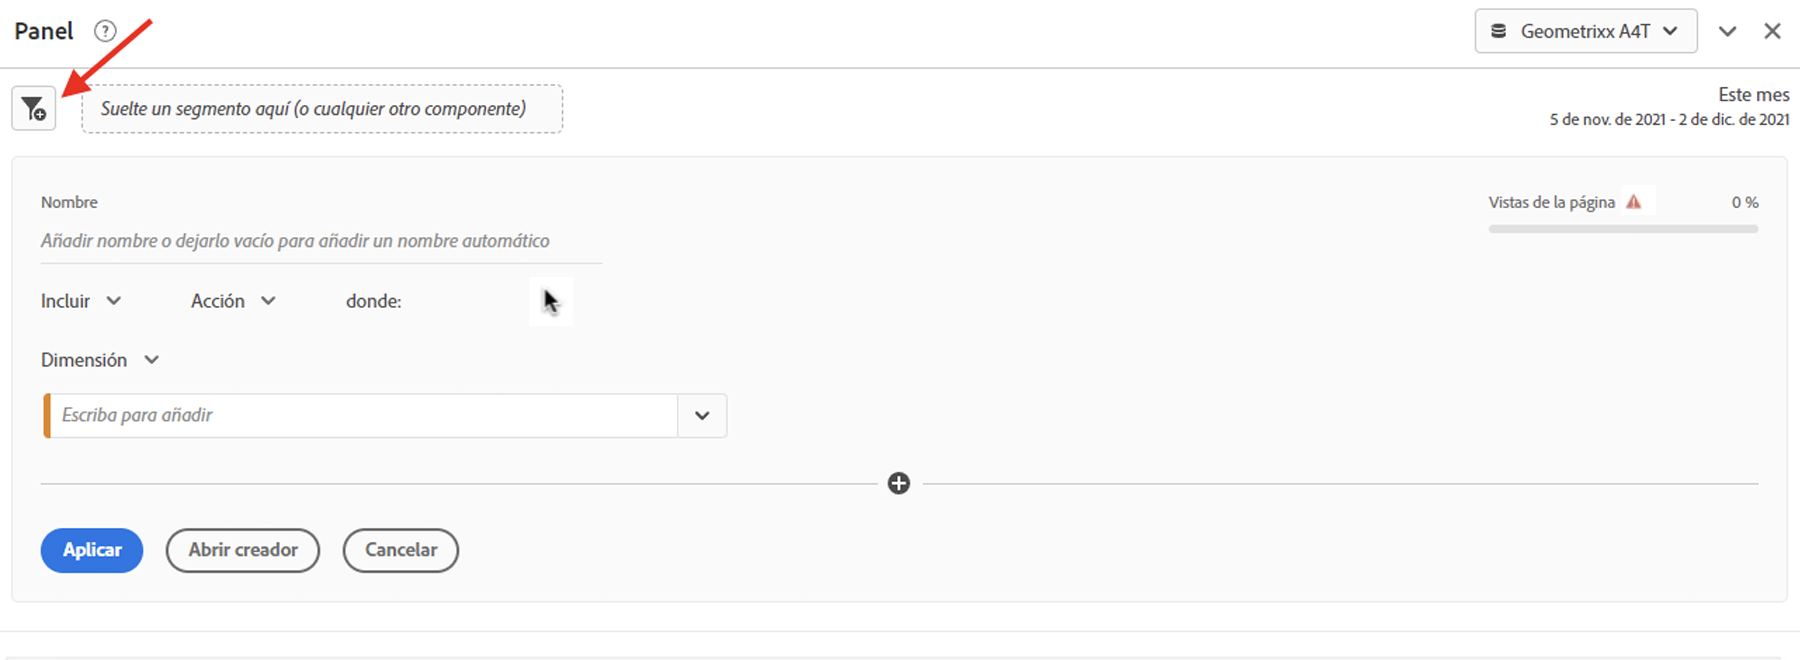 Panel ?
Geometrixx A4T
Suelte un segmento aquí (o cualquier otro componente)
Este mes
5 de nov. de 2021 - 2 de dic. de 2021
Nombre
Vistas de la página 0 %
Añadir nombre o dejarlo vacío para añadir un nombre automático
Incluir Acción donde:
Dimensión
Escriba para añadir
Aplicar Abrir creador Cancelar